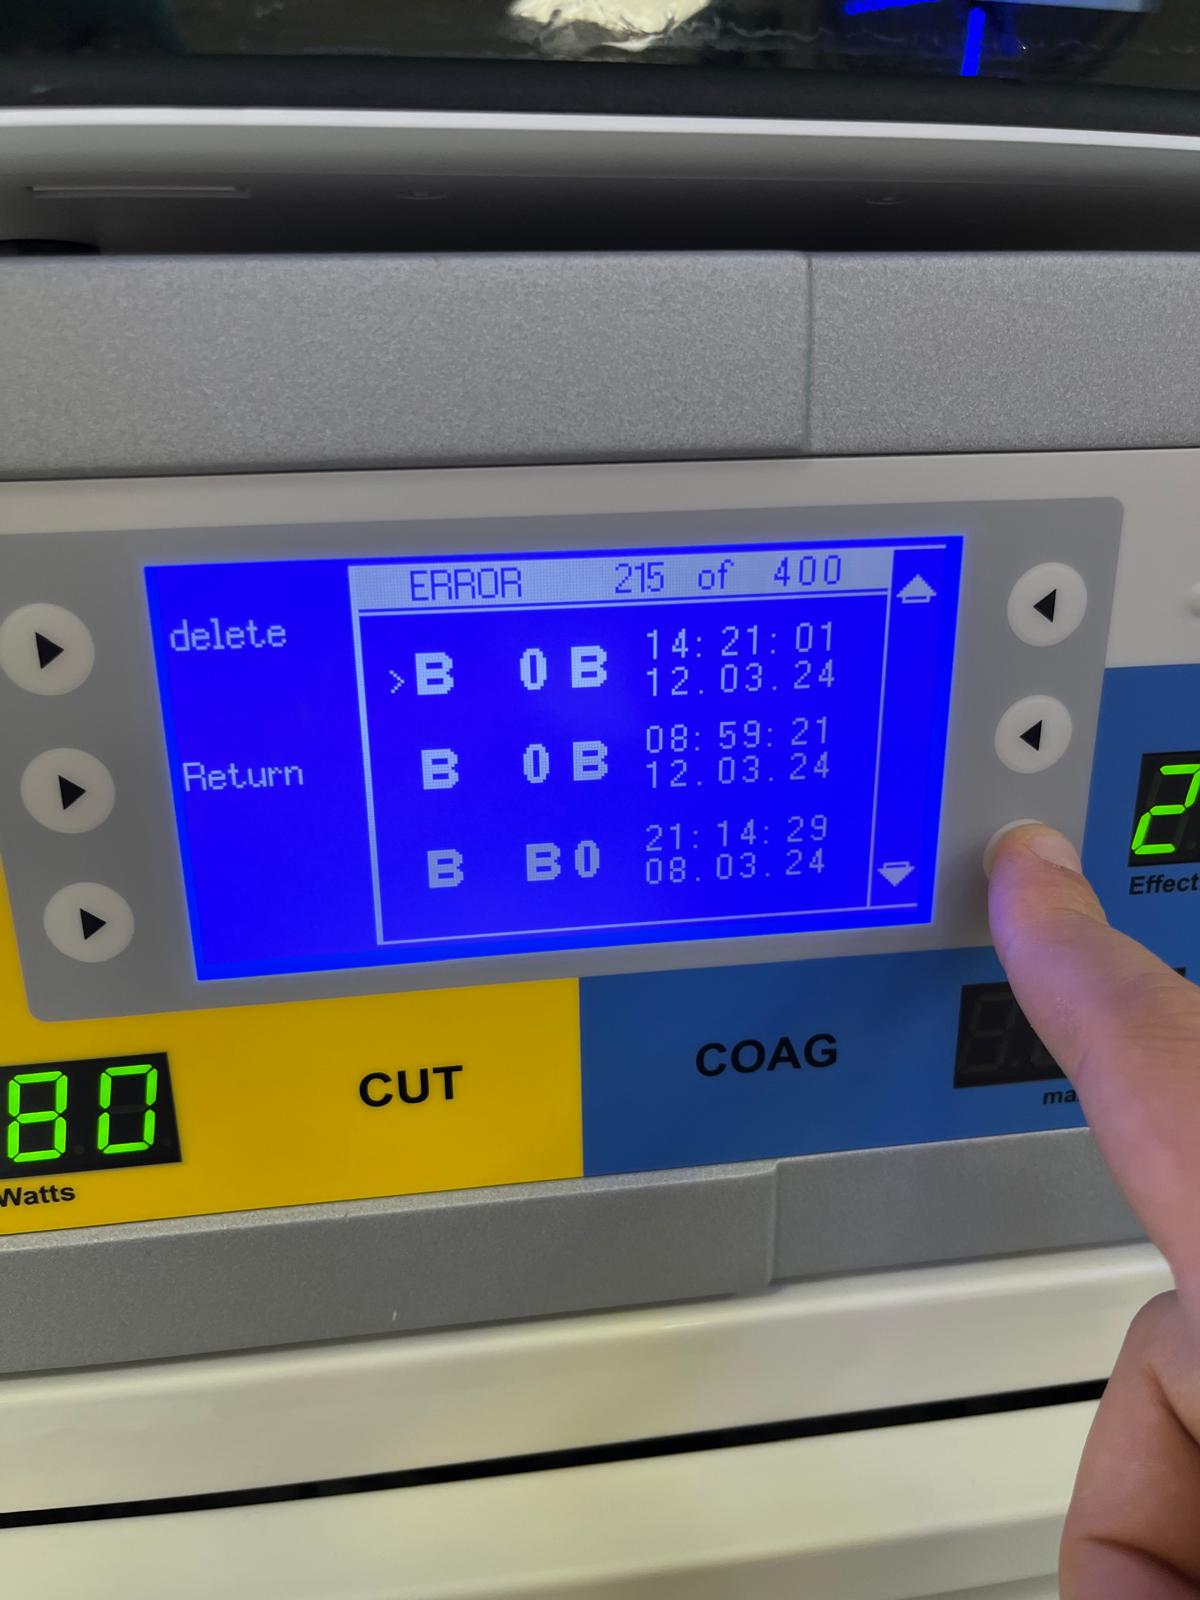 ERROR 215 of 400
delete
>B 0B 14:21:01
12.03.24
Return
B 0B 08:59:21
12.03.24
B B0 21:14:29
08.03.24
2
Effect
CUT
COAG
80
Watts